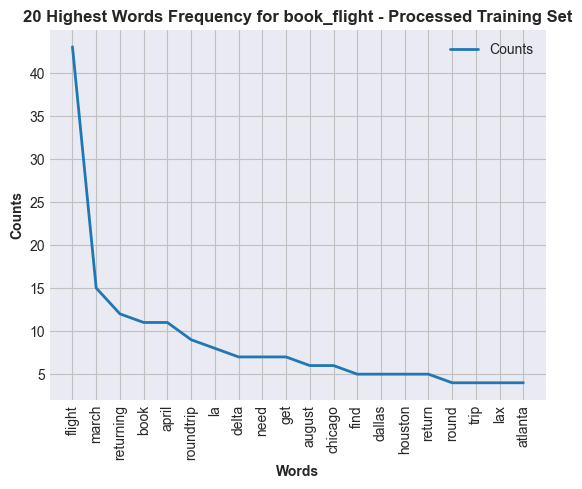 20 Highest Words Frequency for book_flight - Processed Training Set
Counts
Counts
40
35
30
25
20
15
10
5
flight
march
returning
book
april
roundtrip
la
delta
need
get
august
chicago
find
dallas
houston
return
round
trip
lax
atlanta
Words